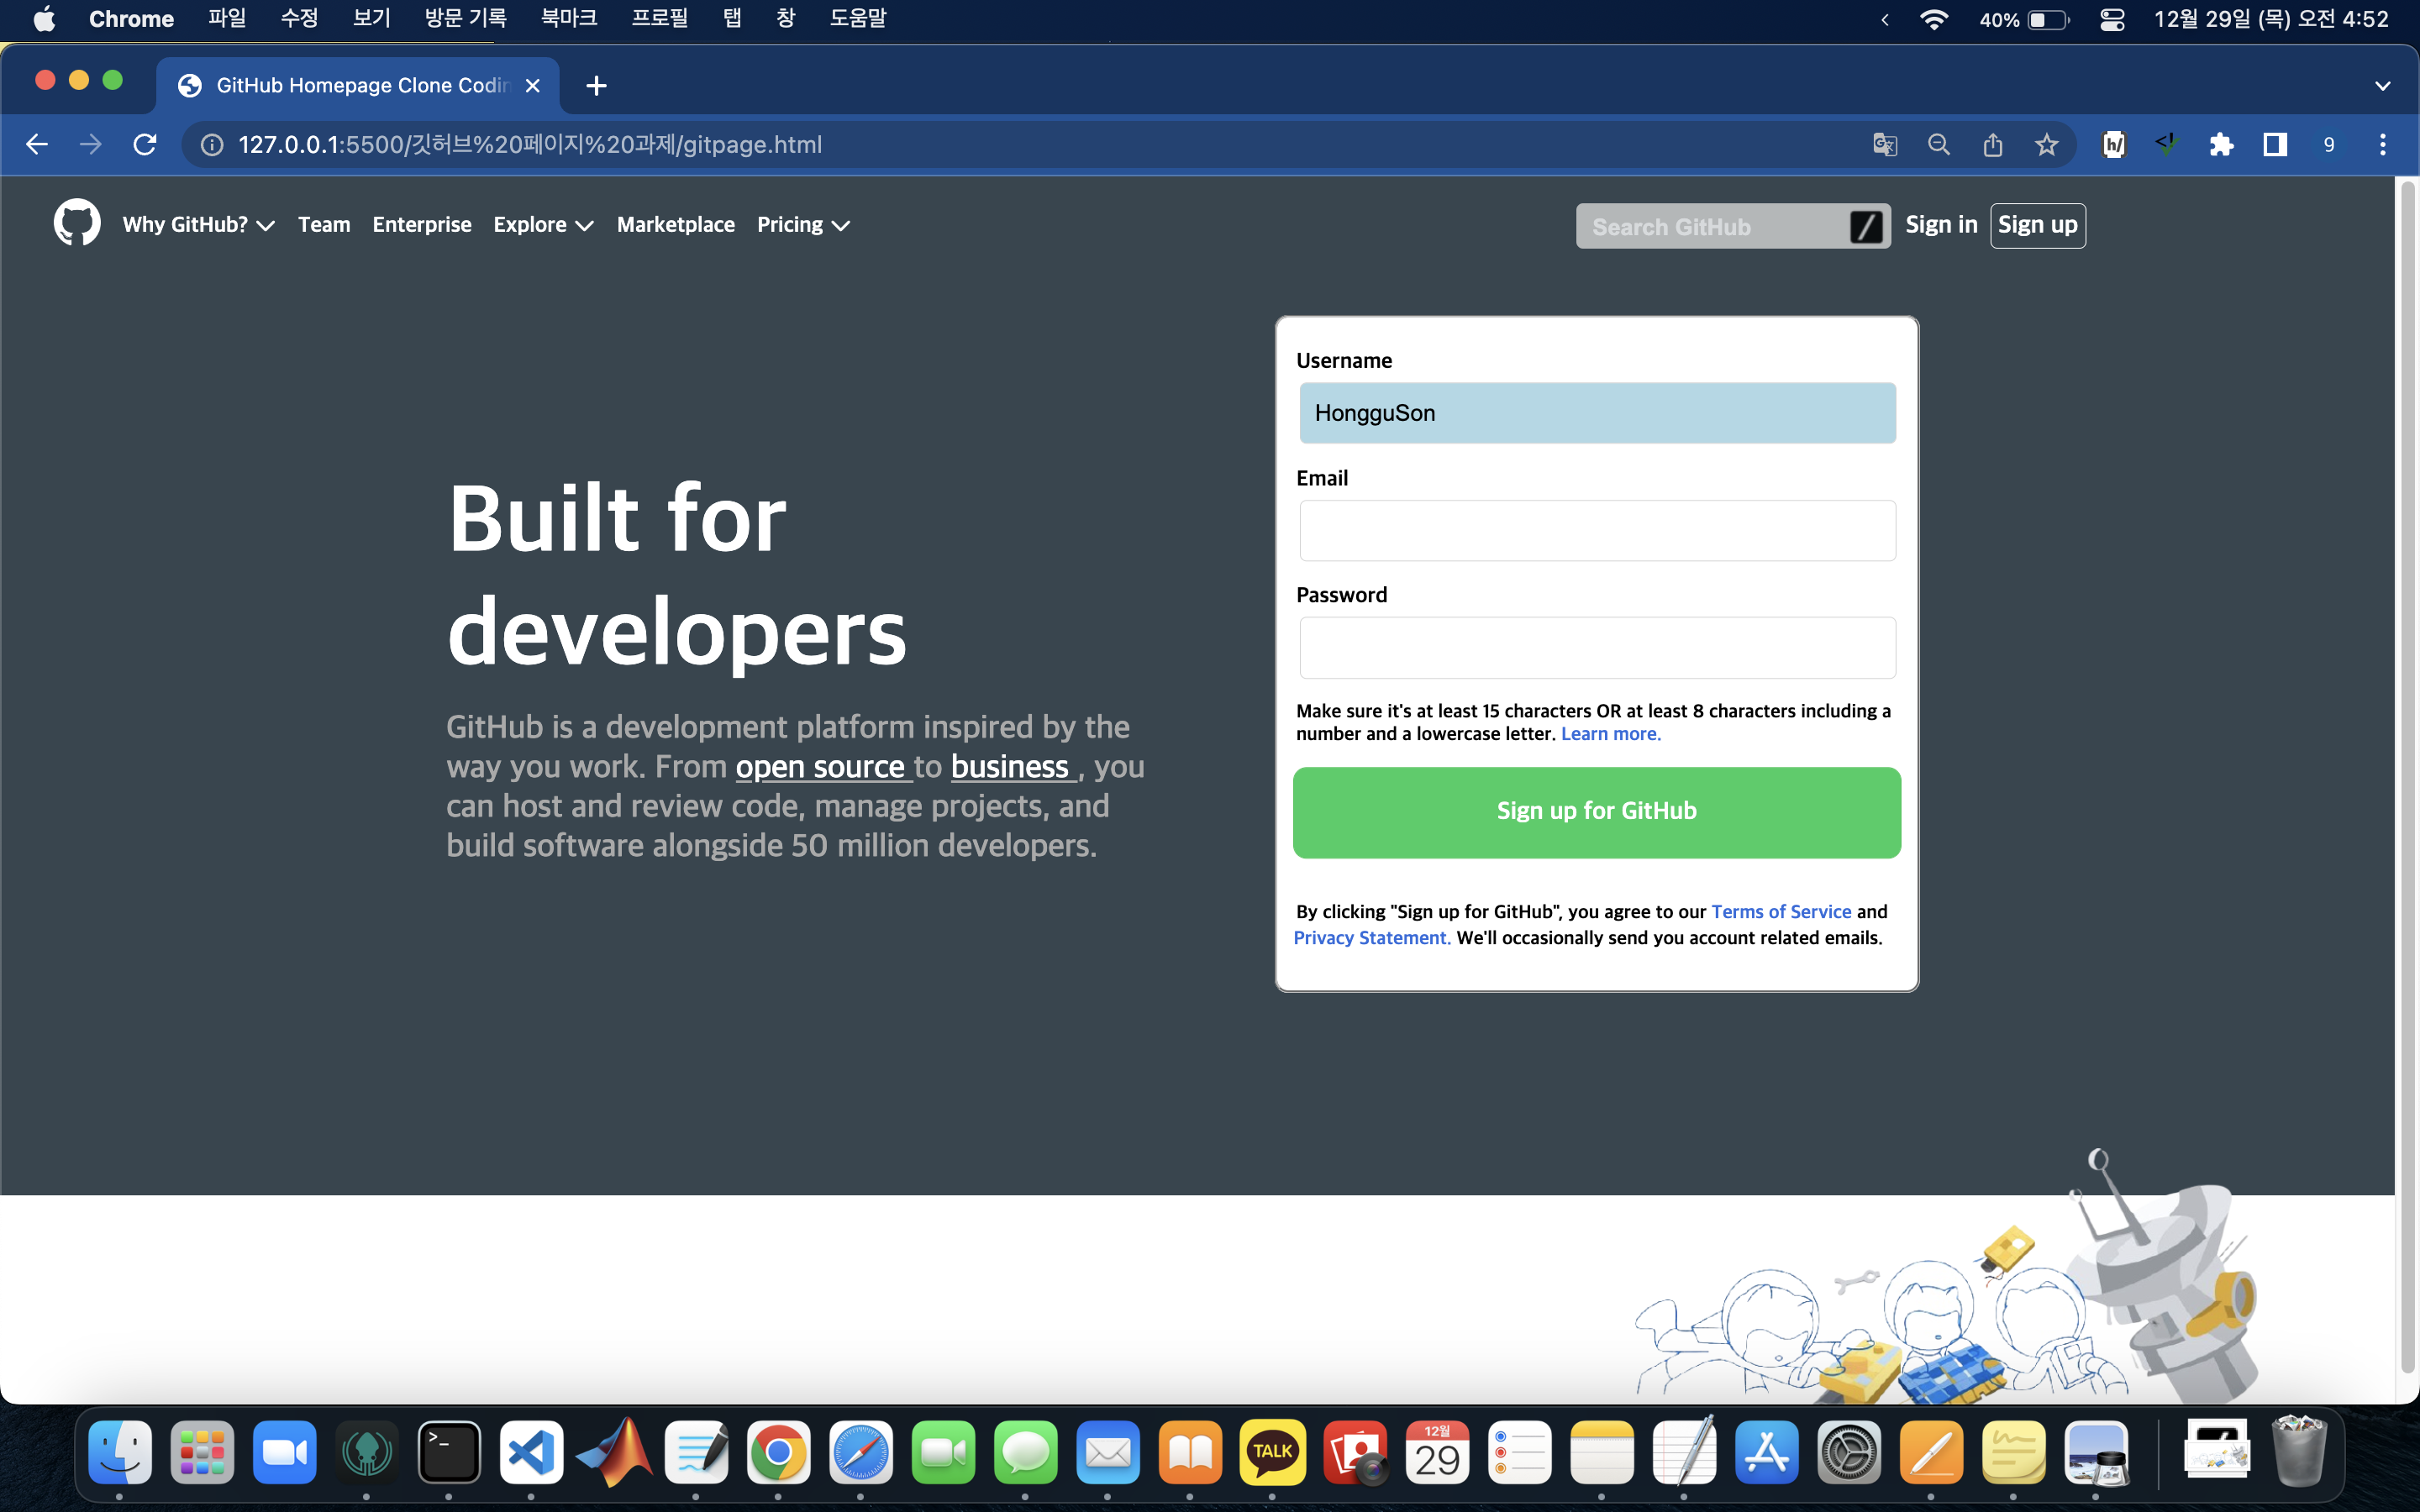 Chrome 파일 수정 보기 방문 기록 북마크 프로필 탭 창 도움말 40% 12월 29일 (목) 오전 4:52
GitHub Homepage Clone Codin
127.0.0.1:5500/깃허브%20페이지%20과제/gitpage.html h/ 9
Why GitHub? Team Enterprise Explore Marketplace Pricing Search GitHub / Sign in Sign up
Username
HongguSon
Email
Password
Make sure it's at least 15 characters OR at least 8 characters including a
number and a lowercase letter. Learn more.
Sign up for GitHub
By clicking "Sign up for GitHub", you agree to our Terms of Service and
Privacy Statement. We'll occasionally send you account related emails.
Built for
developers
GitHub is a development platform inspired by the
way you work. From open source to business , you
can host and review code, manage projects, and
build software alongside 50 million developers.
>_ TALK 12월
29